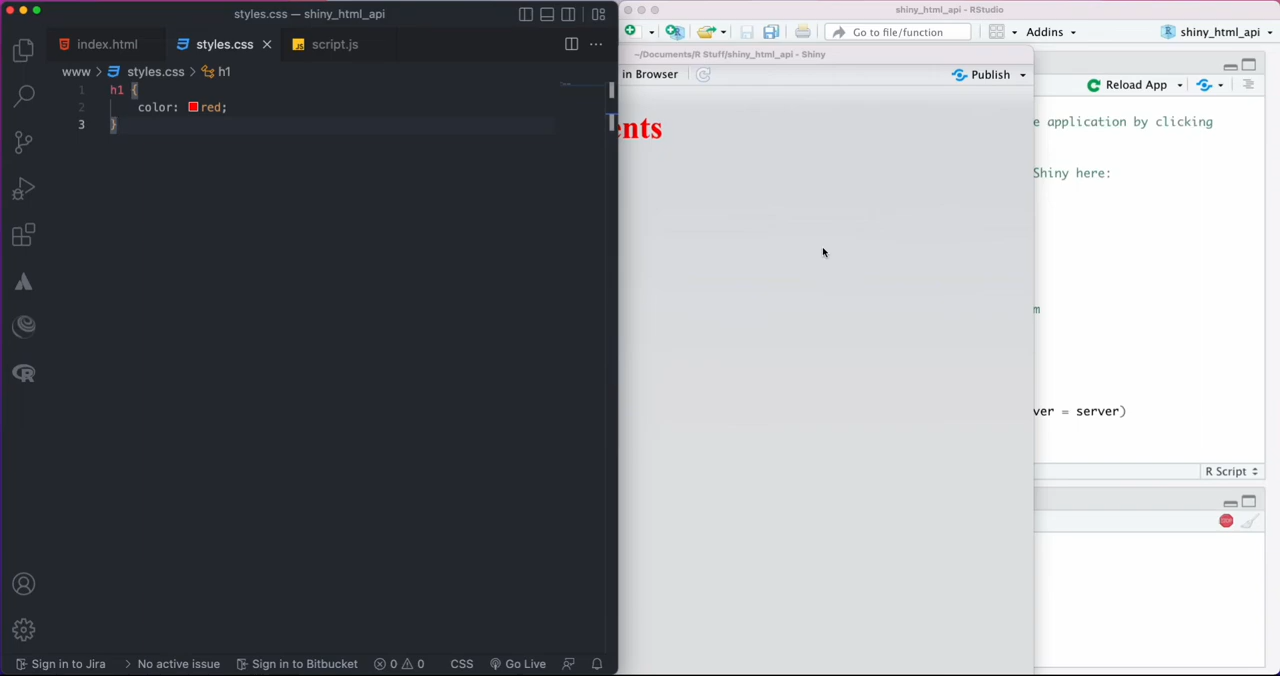 styles.css — shiny_html_api
index.html
styles.css
script.js
www > styles.css > h1
1 h1 {
2 color: red;
3 }
Sign in to Jira
No active issue
Sign in to Bitbucket
0 0
CSS
Go Live
shiny_html_api - RStudio
Go to file/function
Addins
shiny_html_api
~/Documents/R Stuff/shiny_html_api - Shiny
in Browser
Publish
ents
Reload App
e application by clicking
Shiny here:
m
ver = server)
R Script